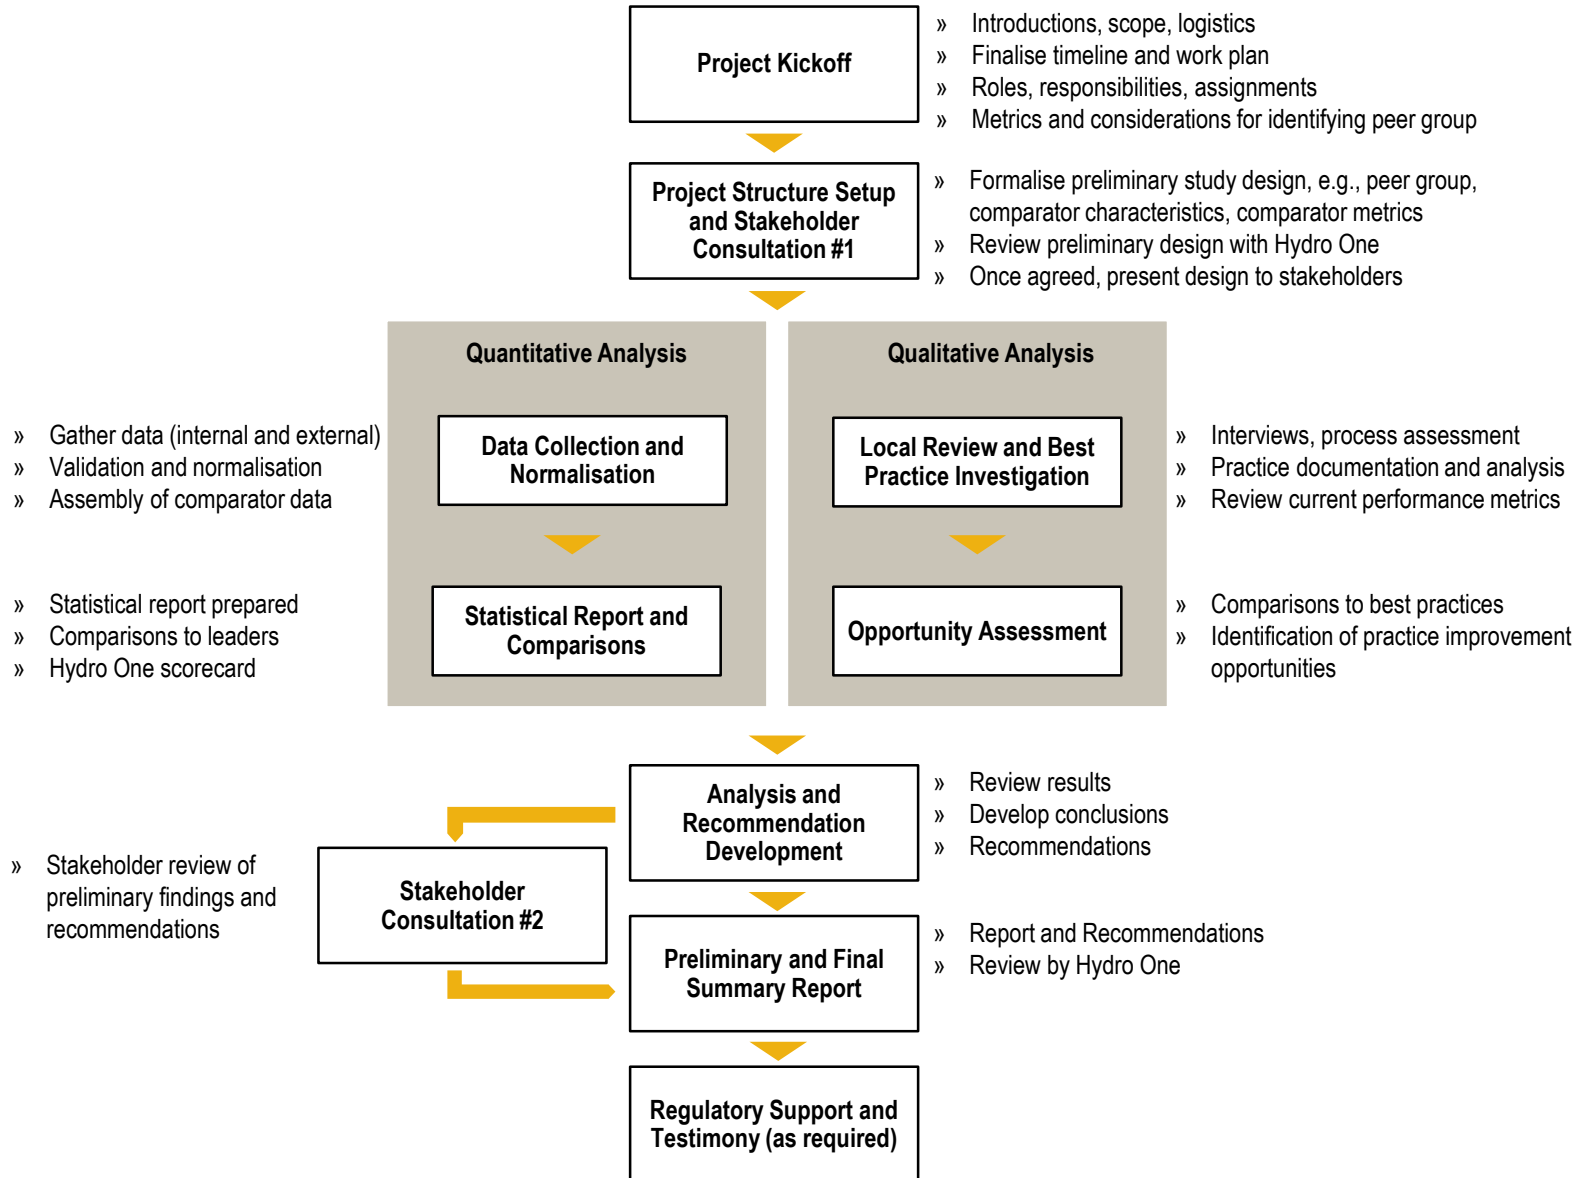 Project Kickoff
» Introductions, scope, logistics
» Finalise timeline and work plan
» Roles, responsibilities, assignments
» Metrics and considerations for identifying peer group
Project Structure Setup
and Stakeholder
Consultation #1
» Formalise preliminary study design, e.g., peer group,
comparator characteristics, comparator metrics
» Review preliminary design with Hydro One
» Once agreed, present design to stakeholders
Quantitative Analysis
» Gather data (internal and external)
» Validation and normalisation
» Assembly of comparator data
Data Collection and
Normalisation
» Statistical report prepared
» Comparisons to leaders
» Hydro One scorecard
Statistical Report and
Comparisons
Qualitative Analysis
Local Review and Best
Practice Investigation
» Interviews, process assessment
» Practice documentation and analysis
» Review current performance metrics
Opportunity Assessment
» Comparisons to best practices
» Identification of practice improvement
opportunities
Analysis and
Recommendation
Development
» Review results
» Develop conclusions
» Recommendations
» Stakeholder review of
preliminary findings and
recommendations
Stakeholder
Consultation #2
Preliminary and Final
Summary Report
» Report and Recommendations
» Review by Hydro One
Regulatory Support and
Testimony (as required)